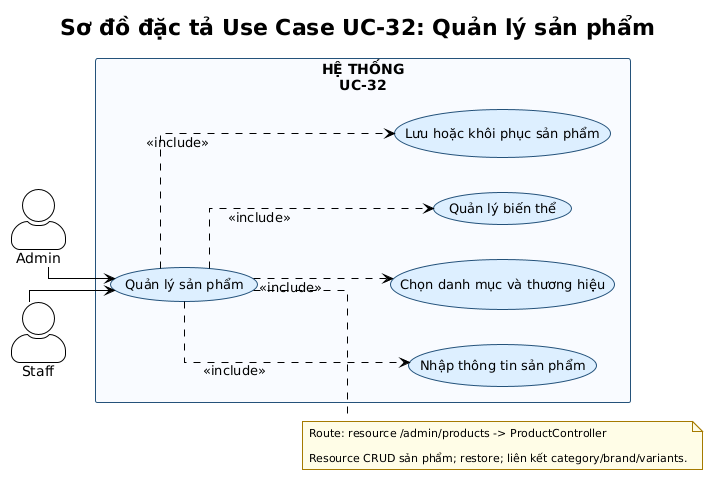 Sơ đồ đặc tả Use Case UC-32: Quản lý sản phẩm
HỆ THỐNG
UC-32
Lưu hoặc khôi phục sản phẩm
«include»
Quản lý biến thể
«include»
Admin
Quản lý sản phẩm
«include»
Chọn danh mục và thương hiệu
Staff
«include»
Nhập thông tin sản phẩm
Route: resource /admin/products -> ProductController
Resource CRUD sản phẩm; restore; liên kết category/brand/variants.